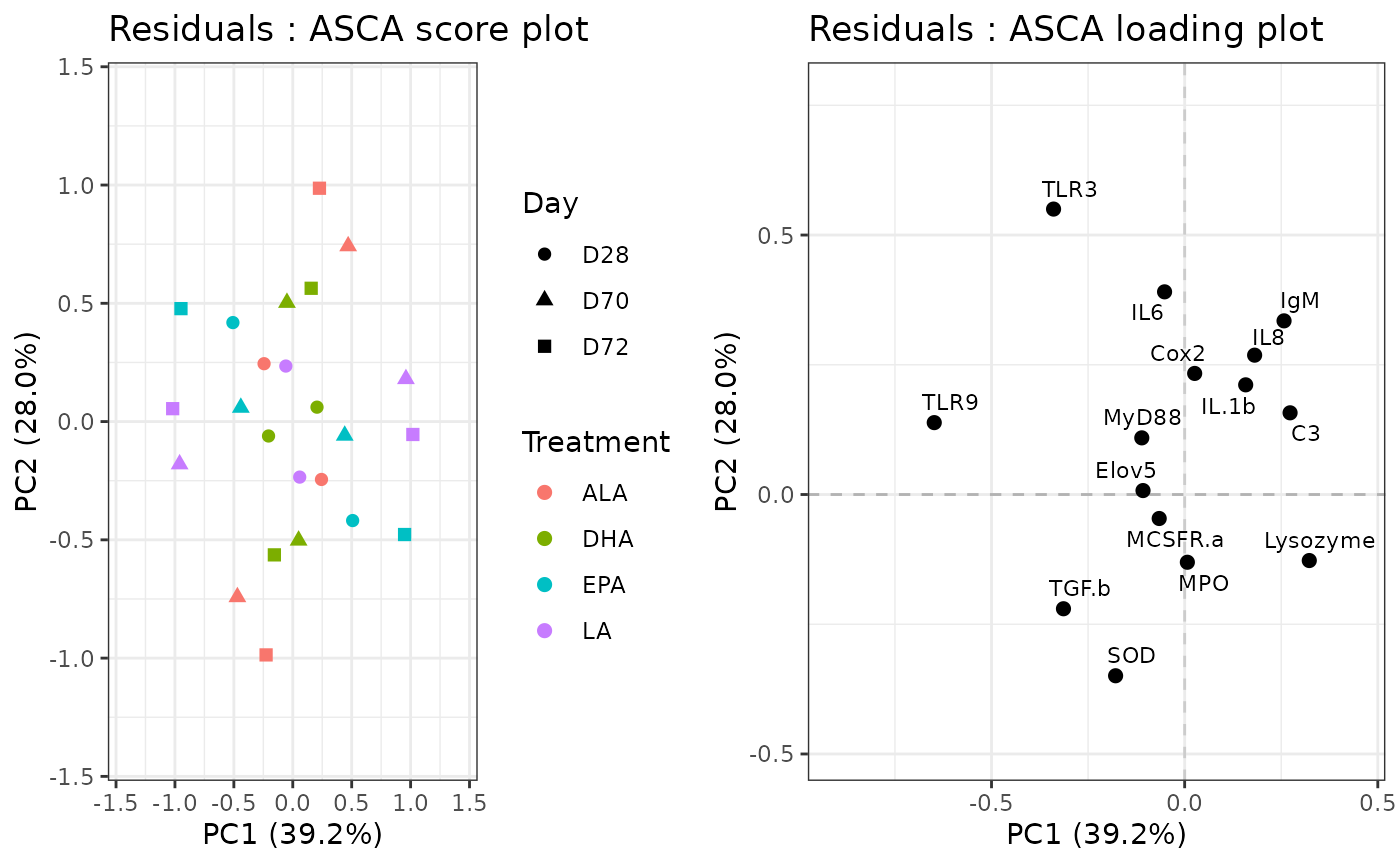 Residuals : ASCA score plot
1.5
1.0
0.5
0.0
-0.5
-1.0
-1.5
PC2 (28.0%)
-1.5 -1.0 -0.5 0.0 0.5 1.0 1.5
PC1 (39.2%)
Day
D28
D70
D72
Treatment
ALA
DHA
EPA
LA
Residuals : ASCA loading plot
0.5
0.0
-0.5
PC2 (28.0%)
TLR3
IL6
IgM
IL8
Cox2
TLR9
IL.1b
MyD88
C3
Elov5
MCSFR.a
Lysozyme
MPO
TGF.b
SOD
-0.5 0.0 0.5
PC1 (39.2%)